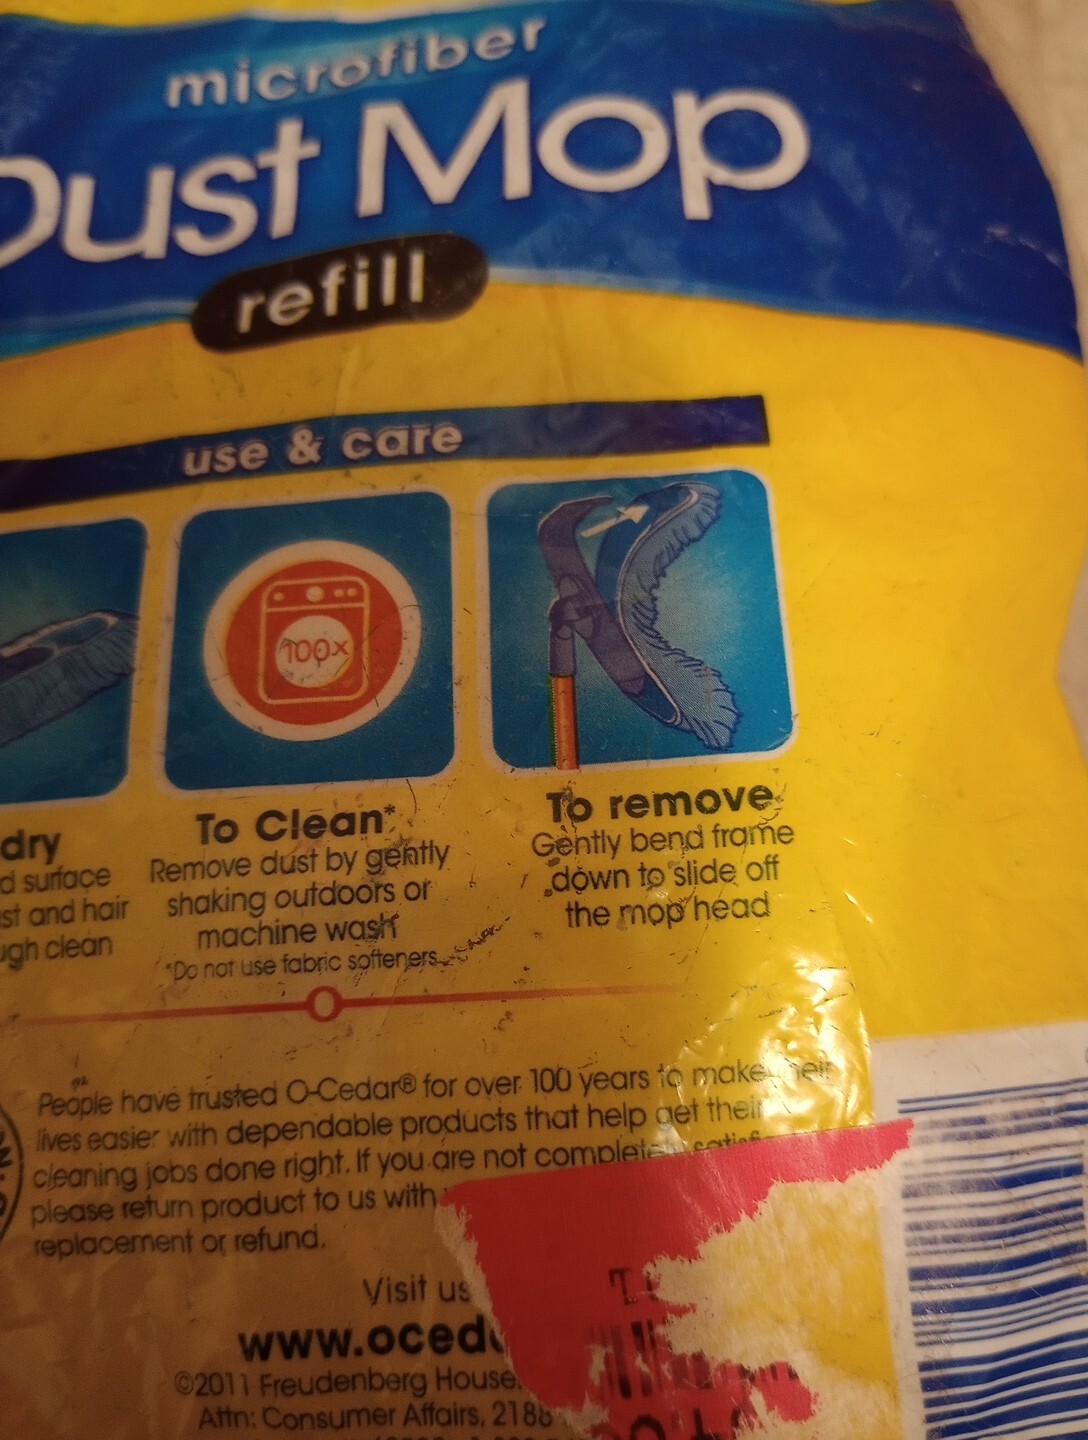 microfiber
Dust Mop
refill
use & care
100x
dry
d surface
st and hair
ugh clean
To Clean*
Remove dust by gently
shaking outdoors or
machine wash
*Do not use fabric softeners
To remove
Gently bend frame
down to slide off
the mop head
People have trusted O-Cedar® for over 100 years to make their
lives easier with dependable products that help get their
cleaning jobs done right. If you are not complete
please return product to us with
replacement or refund.
Visit us
www.oced
©2011 Freudenberg House
Attn: Consumer Affairs, 2188